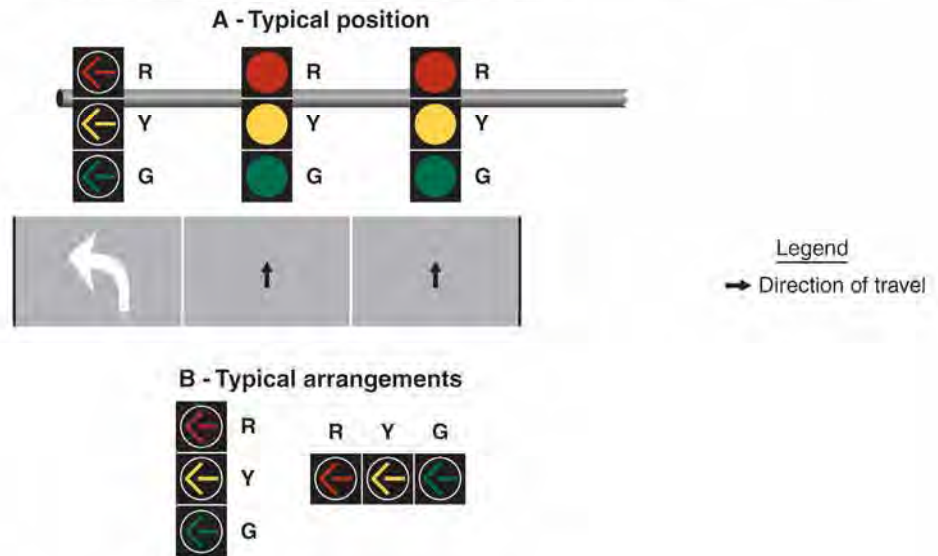 A - Typical position
R R R
Y Y Y
G G G
Legend
Direction of travel
B - Typical arrangements
R
Y
G
R Y G